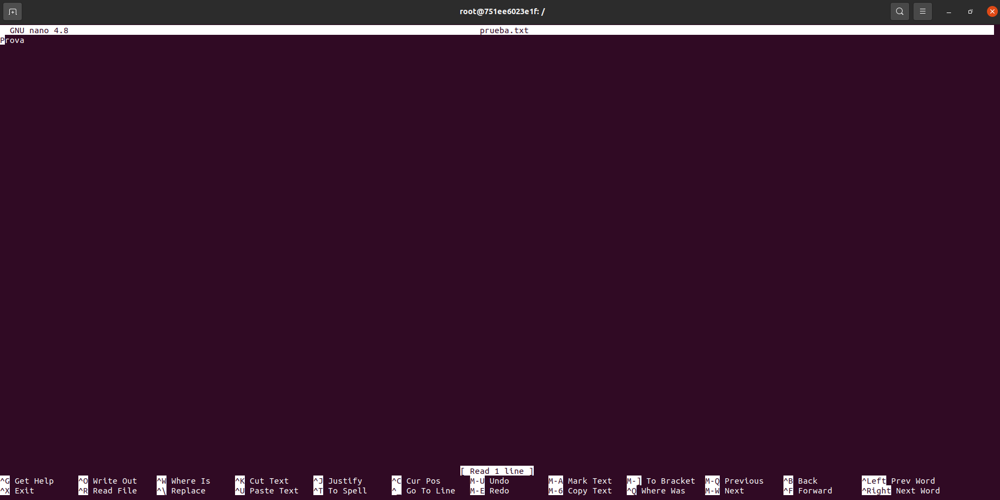 root@751ee6023e1f: /
GNU nano 4.8 prueba.txt
Prova
[ Read 1 line ]
^G Get Help ^O Write Out ^W Where Is ^K Cut Text ^J Justify ^C Cur Pos M-U Undo M-A Mark Text M-] To Bracket M-Q Previous ^B Back ^Left Prev Word
^X Exit ^R Read File ^\ Replace ^U Paste Text ^T To Spell ^_ Go To Line M-E Redo M-6 Copy Text ^Q Where Was M-W Next ^F Forward ^Right Next Word